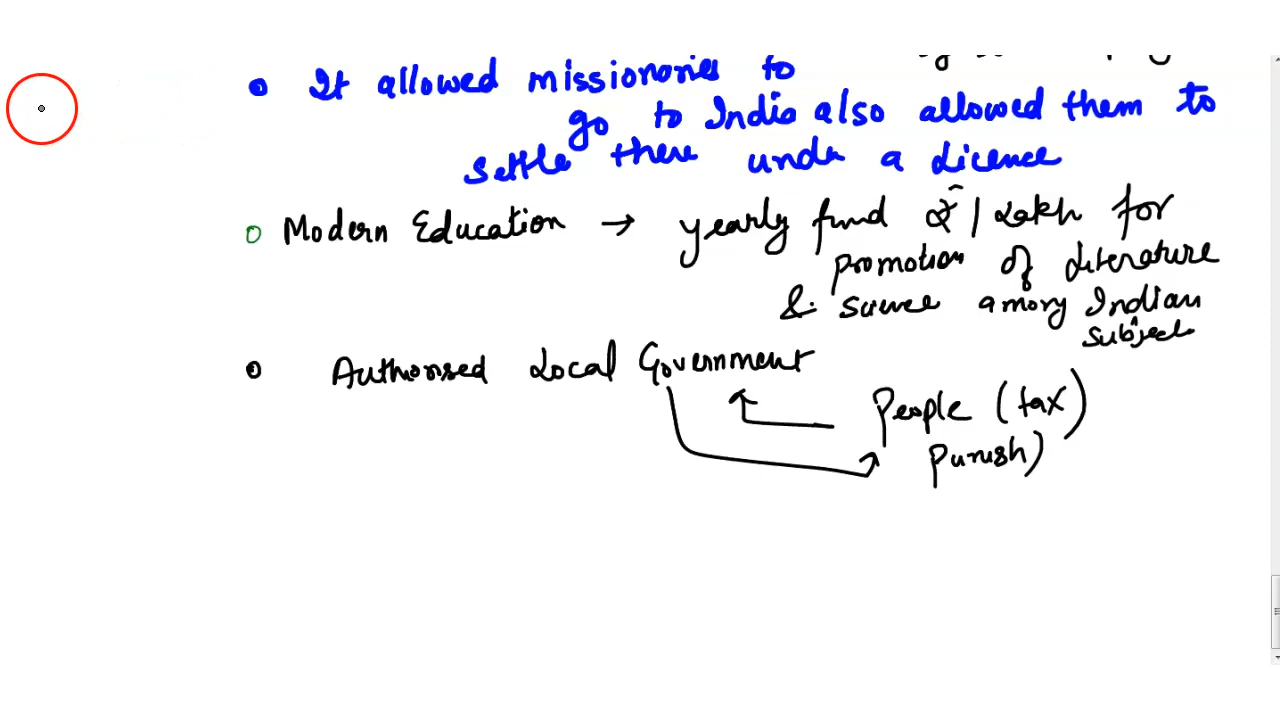 • It allowed missionaries to
go to India also allowed them to
settle there under a licence
○ Modern Education → yearly fund ₹ 1 Lakh for
promotion of Literature
& science among Indian
subjects
• Authorised Local Government
People (tax)
punish)